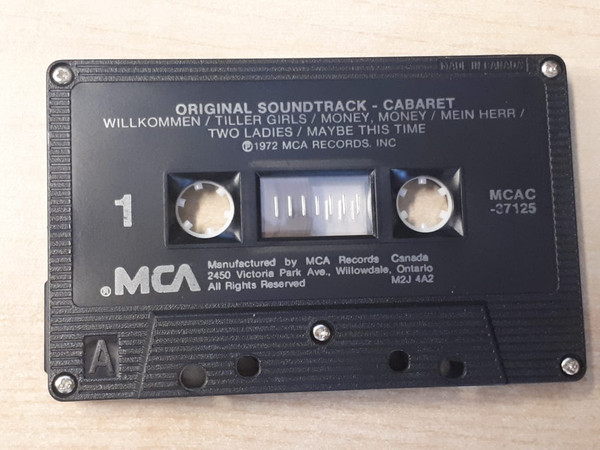 MADE IN CANADA
ORIGINAL SOUNDTRACK - CABARET
WILLKOMMEN / TILLER GIRLS / MONEY, MONEY / MEIN HERR /
TWO LADIES / MAYBE THIS TIME
℗1972 MCA RECORDS, INC
1
MCAC
-37125
®MCA
Manufactured by MCA Records Canada
2450 Victoria Park Ave., Willowdale, Ontario
All Rights Reserved M2J 4A2
A